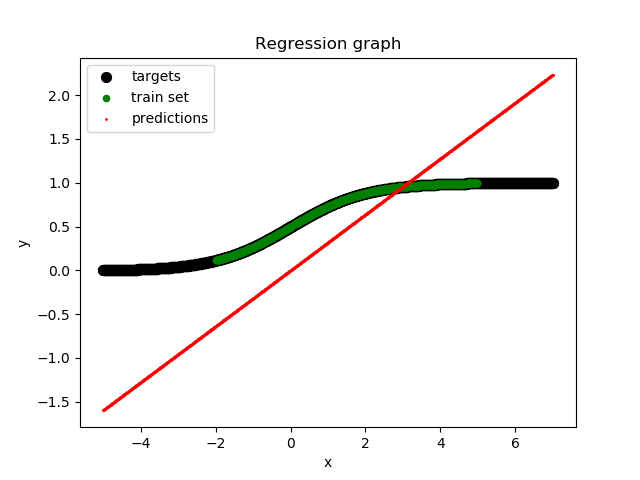 Regression graph
targets
train set
predictions
2.0
1.5
1.0
0.5
0.0
−0.5
−1.0
−1.5
y
−4 −2 0 2 4 6
x